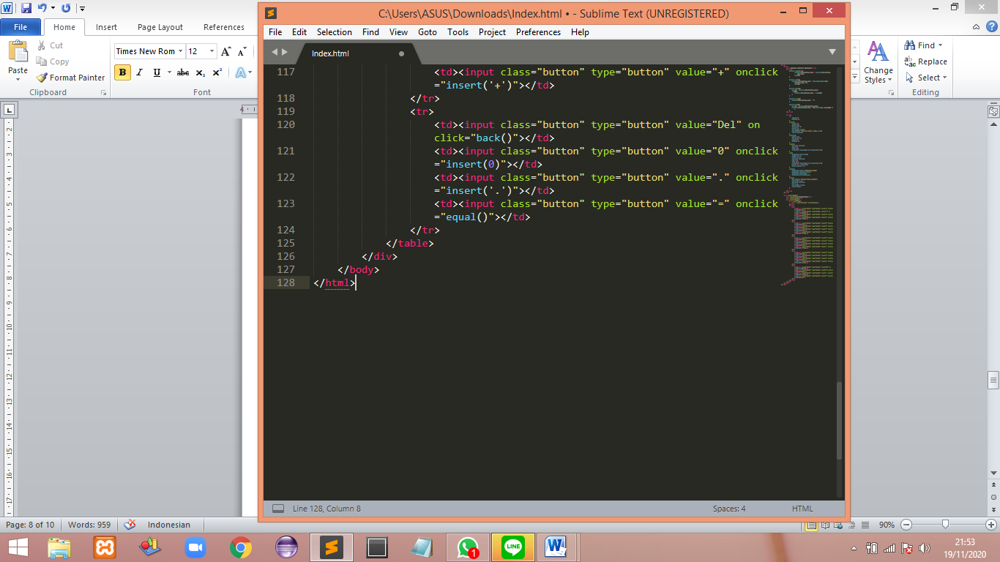 C:\Users\ASUS\Downloads\Index.html • - Sublime Text (UNREGISTERED)
File Home Insert Page Layout References
File Edit Selection Find View Goto Tools Project Preferences Help
Paste
Cut
Copy
Format Painter
Clipboard
Times New Rom 12
B I U abc x₂ x² A
Font
Change Styles
Find
Replace
Select
Editing
Index.html
117 <td><input class="button" type="button" value="+" onclick
="insert('+')"></td>
118 </tr>
119 <tr>
120 <td><input class="button" type="button" value="Del" on
click="back()"></td>
121 <td><input class="button" type="button" value="0" onclick
="insert(0)"></td>
122 <td><input class="button" type="button" value="." onclick
="insert('.')"></td>
123 <td><input class="button" type="button" value="=" onclick
="equal()"></td>
124 </tr>
125 </table>
126 </div>
127 </body>
128 </html>
Line 128, Column 8 Spaces: 4 HTML
Page: 8 of 10 Words: 959 Indonesian 90%
LINE
1
21:53
19/11/2020